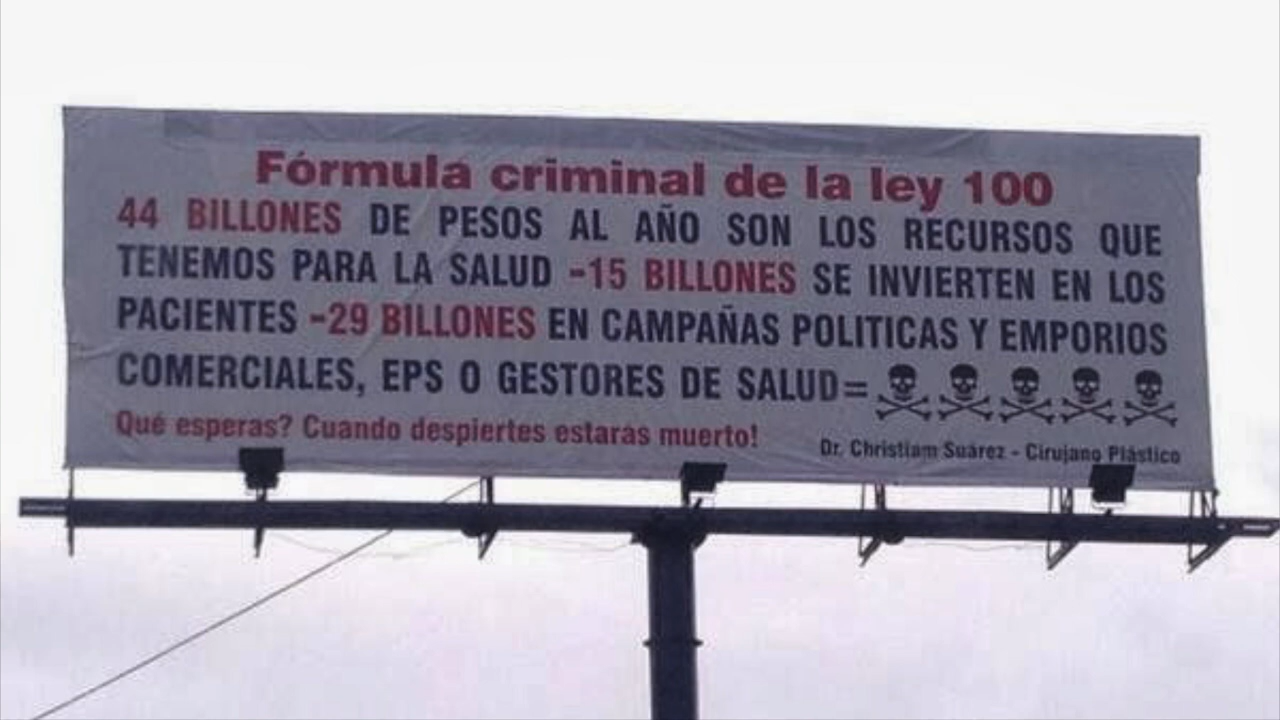 Fórmula criminal de la ley 100
44 BILLONES DE PESOS AL AÑO SON LOS RECURSOS QUE
TENEMOS PARA LA SALUD -15 BILLONES SE INVIERTEN EN LOS
PACIENTES -29 BILLONES EN CAMPAÑAS POLITICAS Y EMPORIOS
COMERCIALES, EPS O GESTORES DE SALUD=
Qué esperas? Cuando despiertes estarás muerto!
Dr. Christiam Suárez - Cirujano Plástico